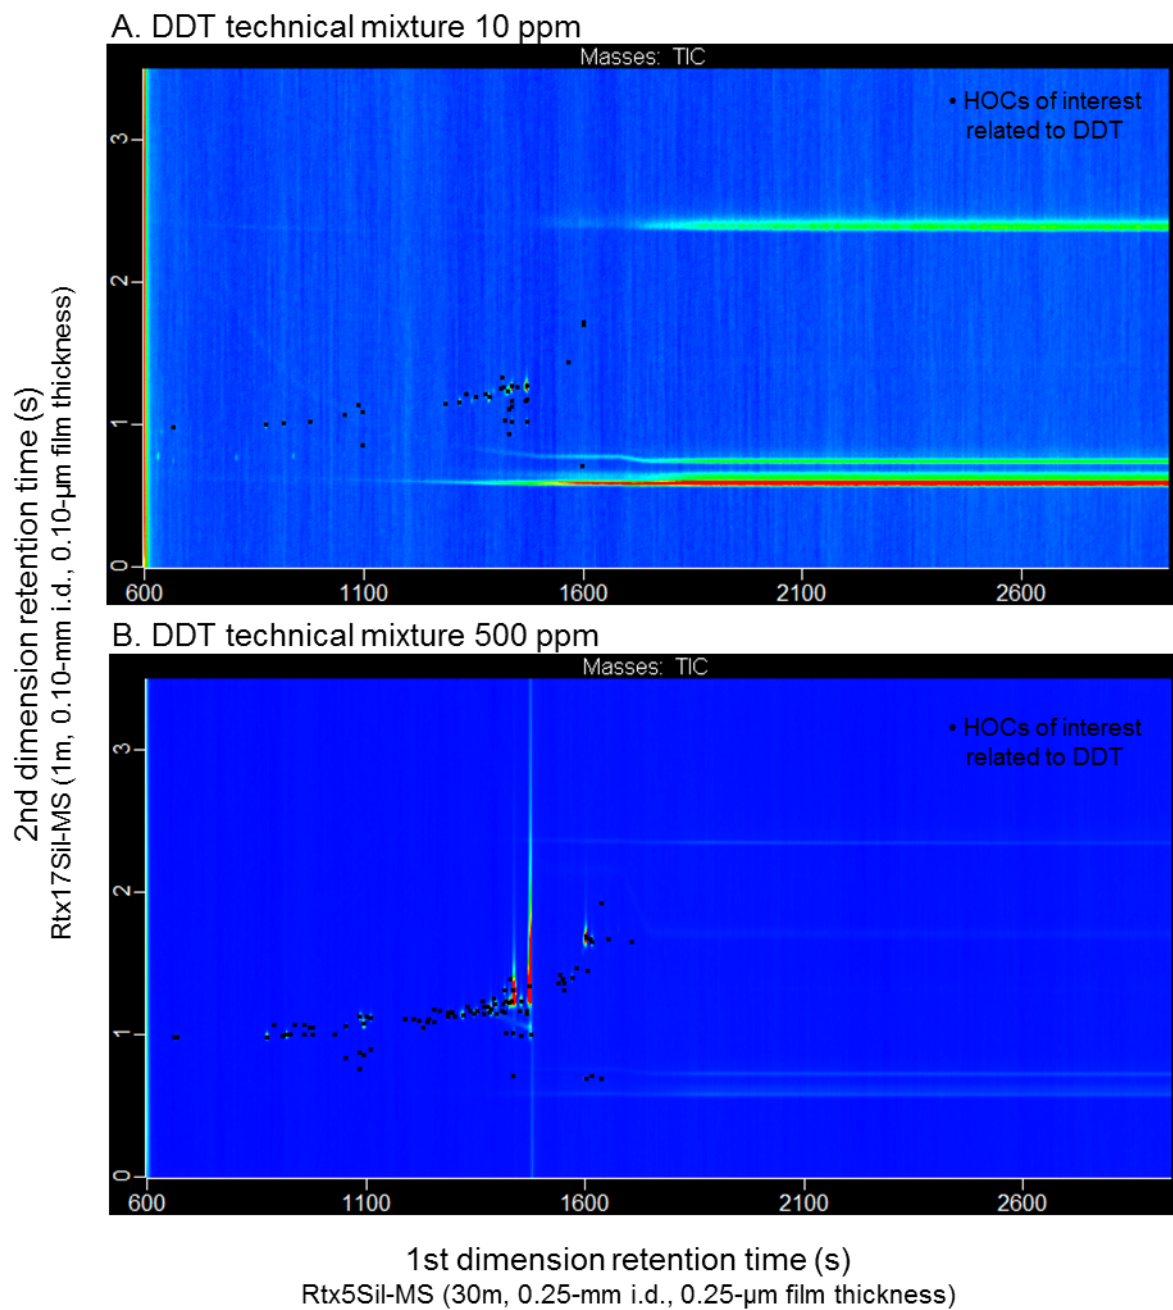 A. DDT technical mixture 10 ppm
Masses: TIC
• HOCs of interest
related to DDT
3
2
1
0
600 1100 1600 2100 2600
B. DDT technical mixture 500 ppm
Masses: TIC
• HOCs of interest
related to DDT
3
2
1
0
600 1100 1600 2100 2600
2nd dimension retention time (s)
Rtx17Sil-MS (1m, 0.10-mm i.d., 0.10-µm film thickness)
1st dimension retention time (s)
Rtx5Sil-MS (30m, 0.25-mm i.d., 0.25-µm film thickness)